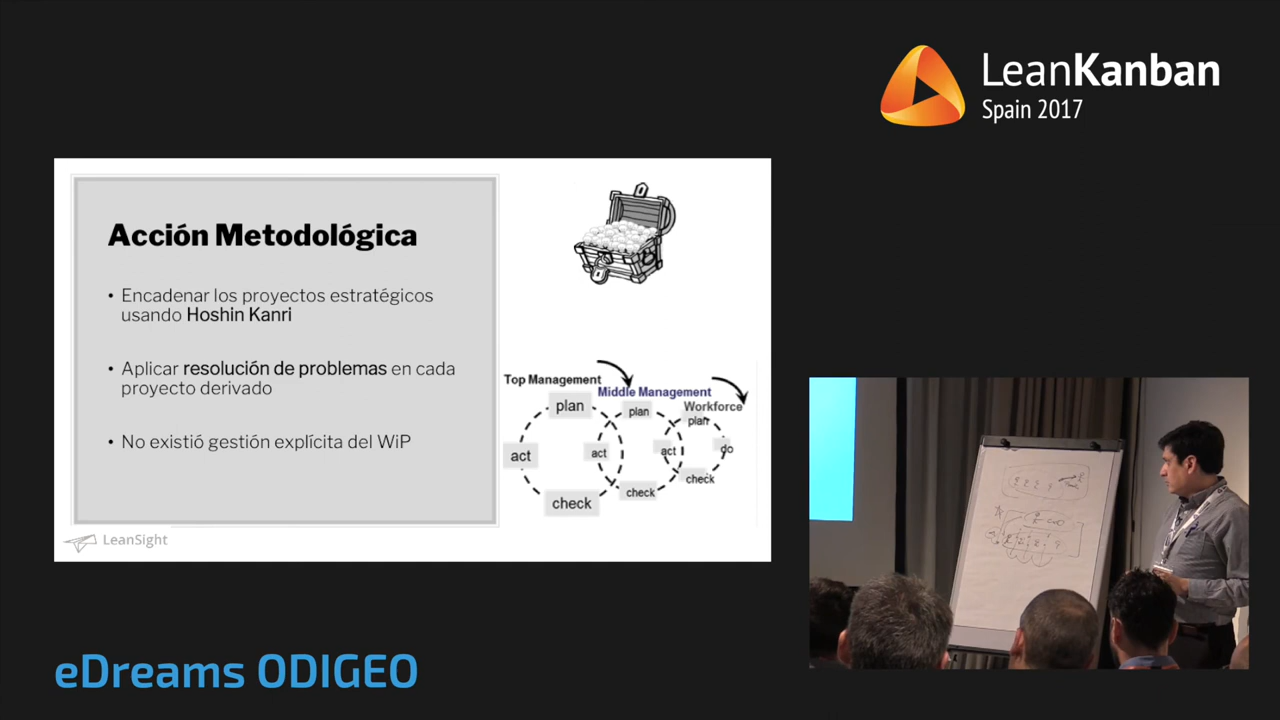 LeanKanban
Spain 2017
Acción Metodológica
• Encadenar los proyectos estratégicos
usando Hoshin Kanri
• Aplicar resolución de problemas en cada
proyecto derivado
• No existió gestión explícita del WiP
LeanSight
Top Management
Middle Management
Workforce
plan
plan
plan
act
act
act
do
check
check
check
eDreams ODIGEO